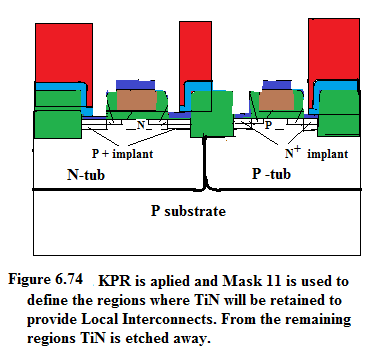 N
P
P + implant
N+ implant
N-tub
P -tub
P substrate
Figure 6.74 KPR is aplied and Mask 11 is used to
define the regions where TiN will be retained to
provide Local Interconnects. From the remaining
regions TiN is etched away.